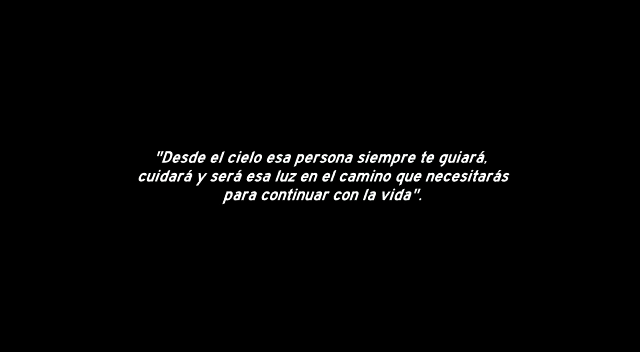 "Desde el cielo esa persona siempre te guiará,
cuidará y será esa luz en el camino que necesitarás
para continuar con la vida".